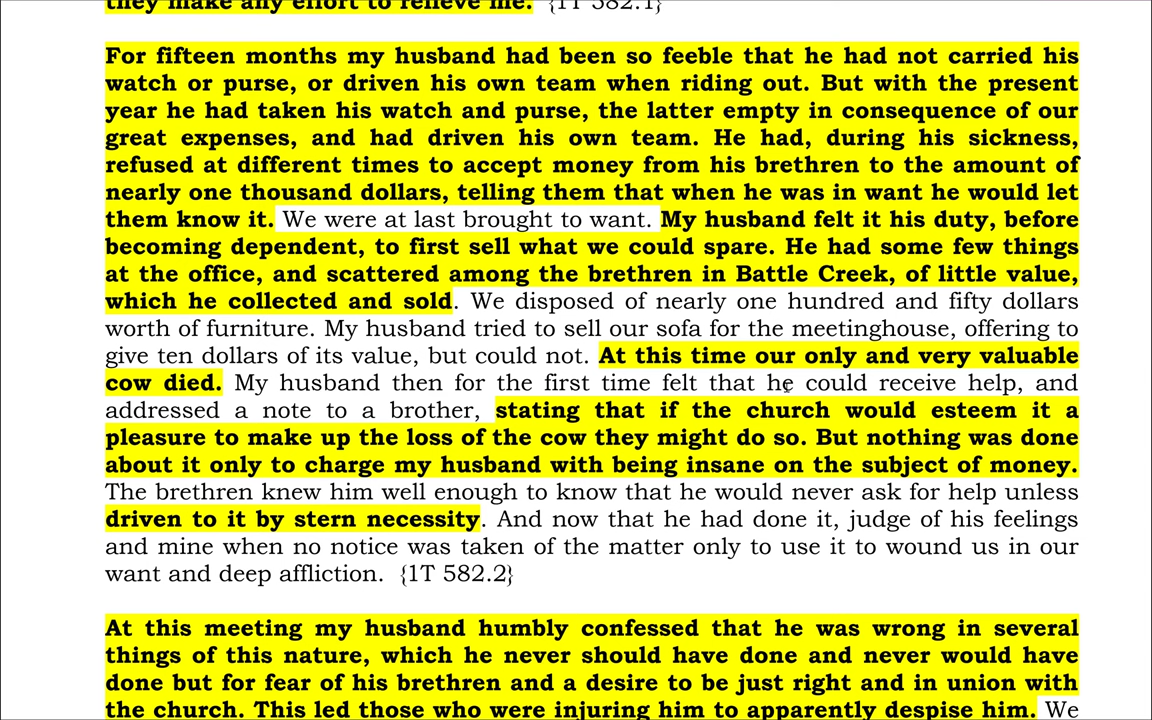 they make any effort to relieve me. {1T 582.1}
For fifteen months my husband had been so feeble that he had not carried his
watch or purse, or driven his own team when riding out. But with the present
year he had taken his watch and purse, the latter empty in consequence of our
great expenses, and had driven his own team. He had, during his sickness,
refused at different times to accept money from his brethren to the amount of
nearly one thousand dollars, telling them that when he was in want he would let
them know it. We were at last brought to want. My husband felt it his duty, before
becoming dependent, to first sell what we could spare. He had some few things
at the office, and scattered among the brethren in Battle Creek, of little value,
which he collected and sold. We disposed of nearly one hundred and fifty dollars
worth of furniture. My husband tried to sell our sofa for the meetinghouse, offering to
give ten dollars of its value, but could not. At this time our only and very valuable
cow died. My husband then for the first time felt that he could receive help, and
addressed a note to a brother, stating that if the church would esteem it a
pleasure to make up the loss of the cow they might do so. But nothing was done
about it only to charge my husband with being insane on the subject of money.
The brethren knew him well enough to know that he would never ask for help unless
driven to it by stern necessity. And now that he had done it, judge of his feelings
and mine when no notice was taken of the matter only to use it to wound us in our
want and deep affliction. {1T 582.2}
At this meeting my husband humbly confessed that he was wrong in several
things of this nature, which he never should have done and never would have
done but for fear of his brethren and a desire to be just right and in union with
the church. This led those who were injuring him to apparently despise him. We